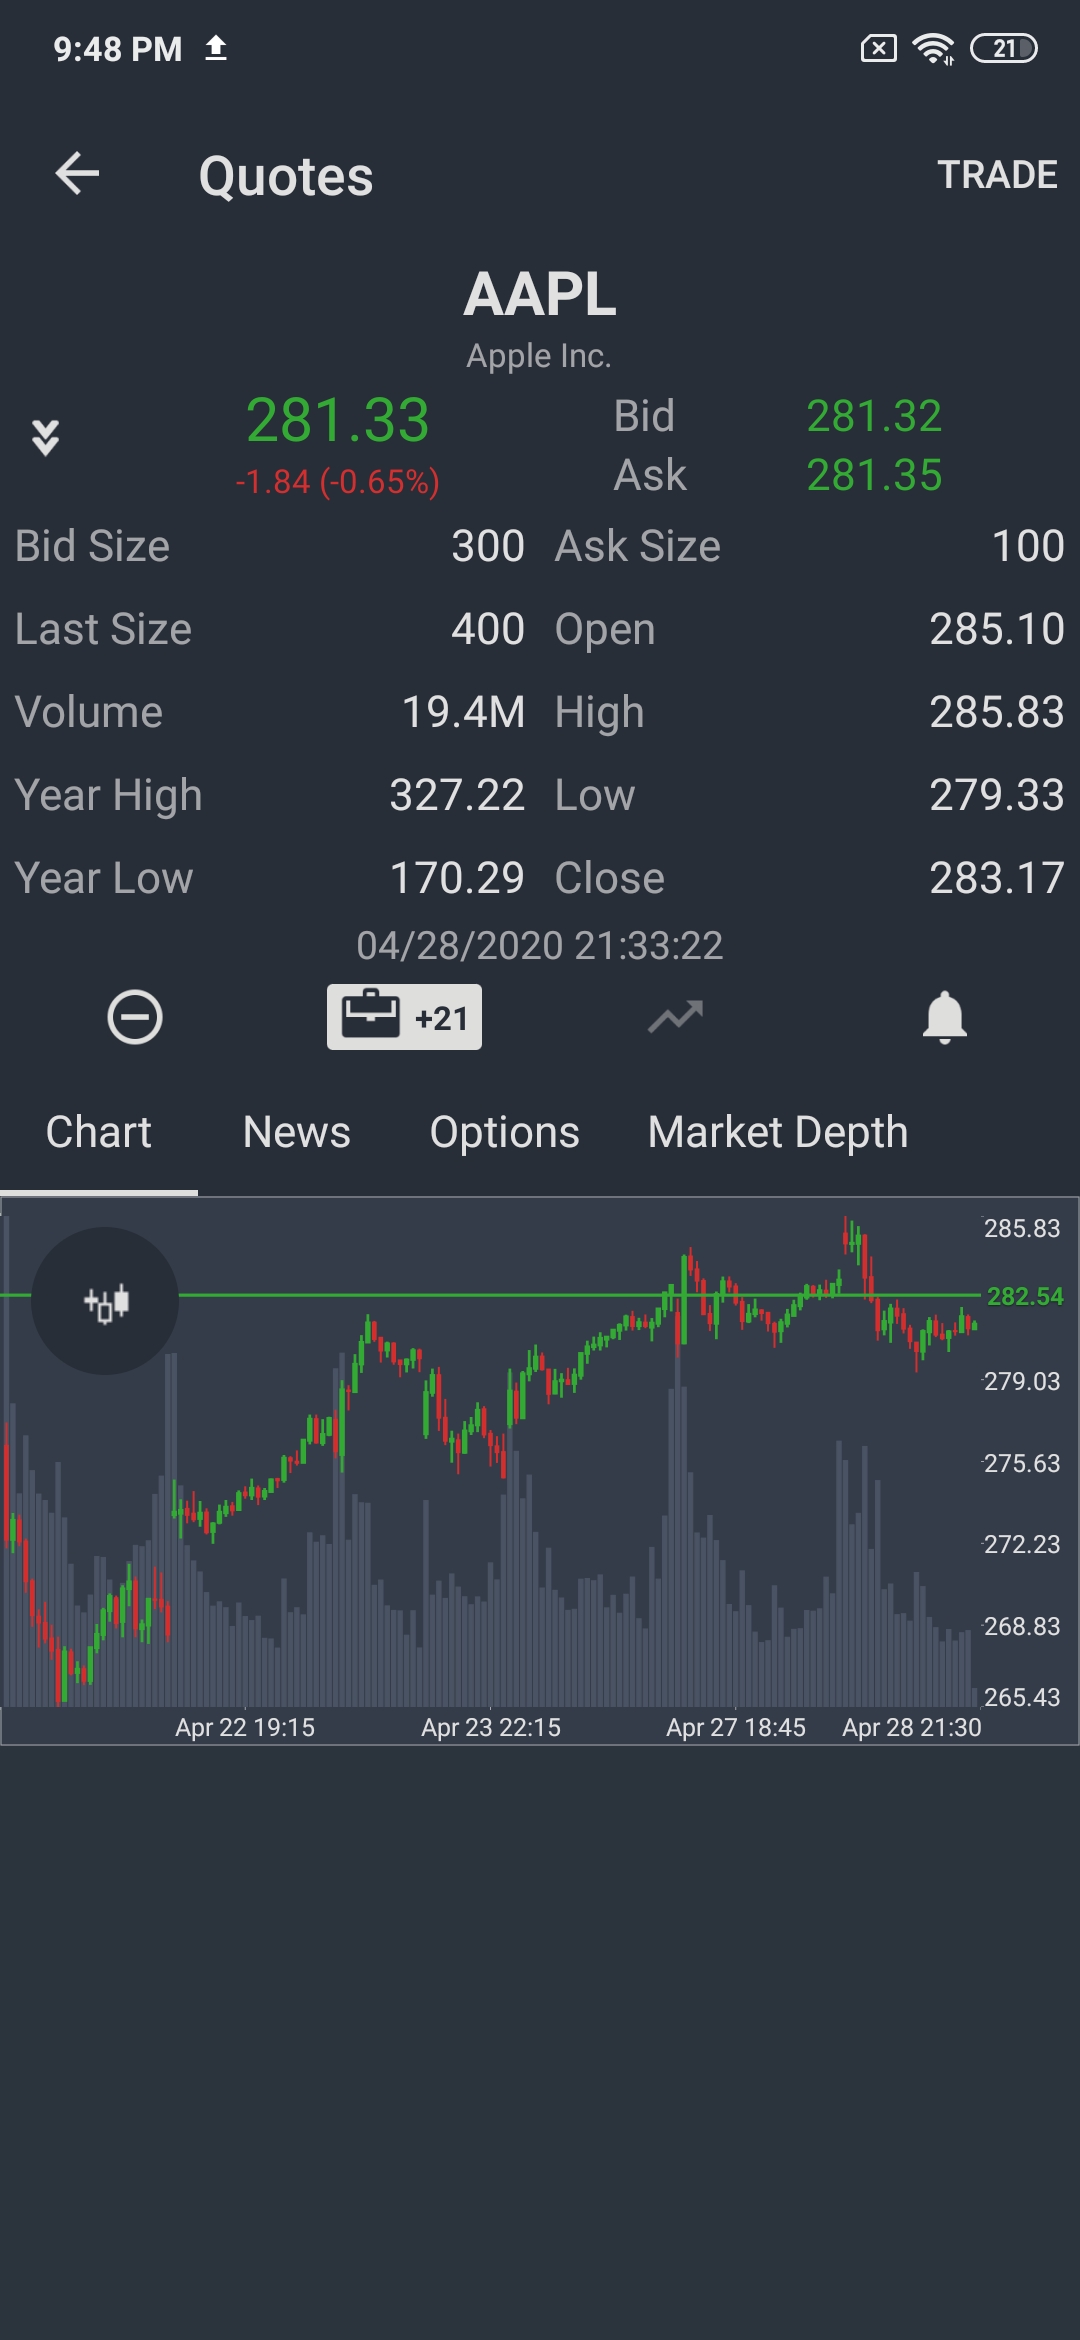 9:48 PM 21
Quotes TRADE
AAPL
Apple Inc.
281.33 Bid 281.32
-1.84 (-0.65%) Ask 281.35
Bid Size 300 Ask Size 100
Last Size 400 Open 285.10
Volume 19.4M High 285.83
Year High 327.22 Low 279.33
Year Low 170.29 Close 283.17
04/28/2020 21:33:22
+21
Chart News Options Market Depth
285.83
282.54
279.03
275.63
272.23
268.83
265.43
Apr 22 19:15 Apr 23 22:15 Apr 27 18:45 Apr 28 21:30